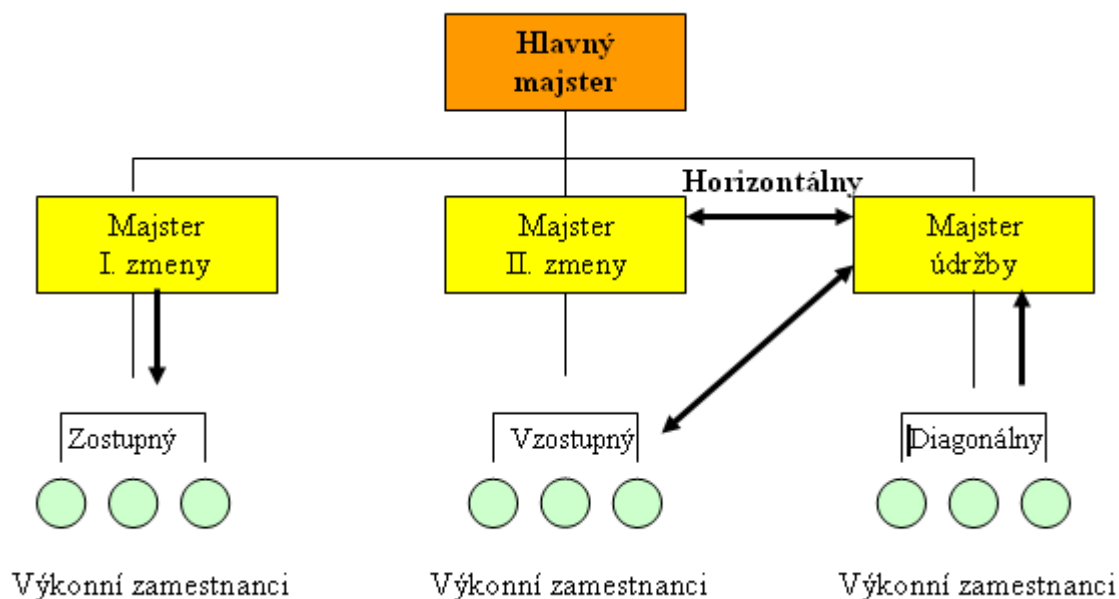 Hlavný
majster
Horizontálny
Majster
I. zmeny
Majster
II. zmeny
Majster
údržby
Zostupný
Vzostupný
Diagonálny
Výkonní zamestnanci
Výkonní zamestnanci
Výkonní zamestnanci